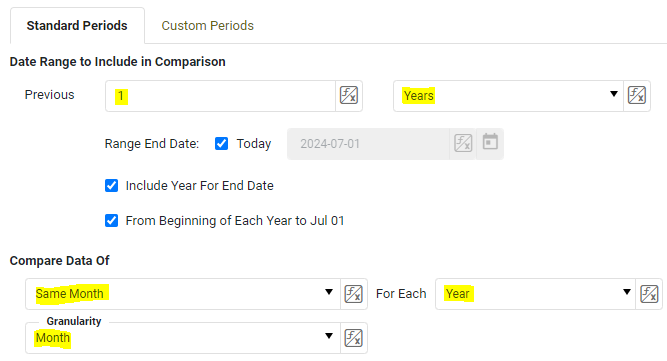 Standard Periods Custom Periods
Date Range to Include in Comparison
Previous 1 Years
Range End Date: Today 2024-07-01
Include Year For End Date
From Beginning of Each Year to Jul 01
Compare Data Of
Same Month For Each Year
Granularity
Month